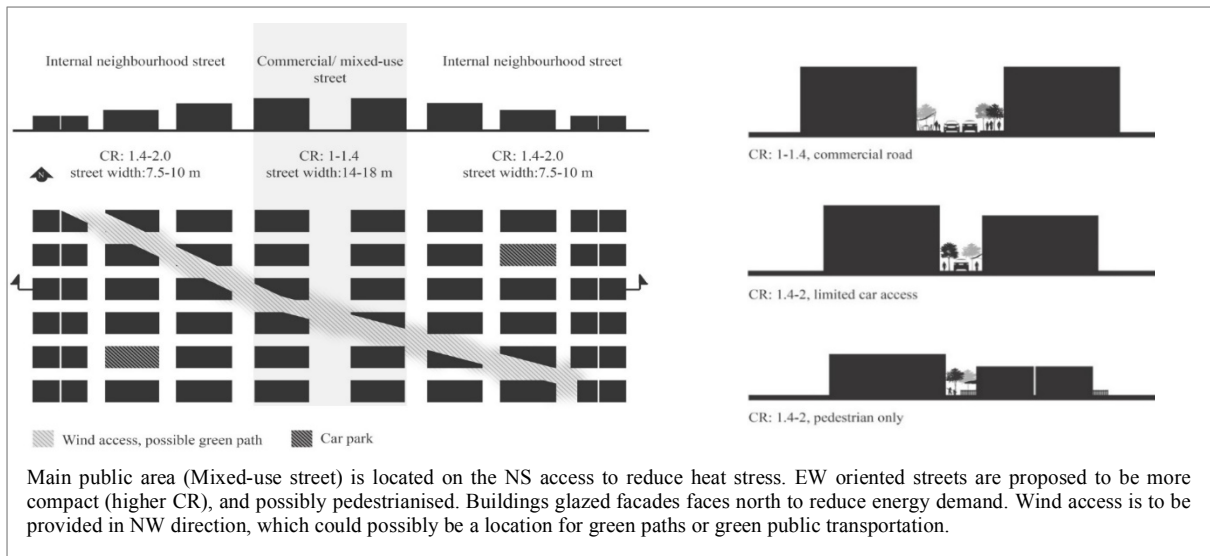 Internal neighbourhood street
Commercial/ mixed-use
street
Internal neighbourhood street
CR: 1.4-2.0
street width:7.5-10 m
CR: 1-1.4
street width:14-18 m
CR: 1.4-2.0
street width:7.5-10 m
N
Wind access, possible green path
Car park
CR: 1-1.4, commercial road
CR: 1.4-2, limited car access
CR: 1.4-2, pedestrian only
Main public area (Mixed-use street) is located on the NS access to reduce heat stress. EW oriented streets are proposed to be more
compact (higher CR), and possibly pedestrianised. Buildings glazed facades faces north to reduce energy demand. Wind access is to be
provided in NW direction, which could possibly be a location for green paths or green public transportation.